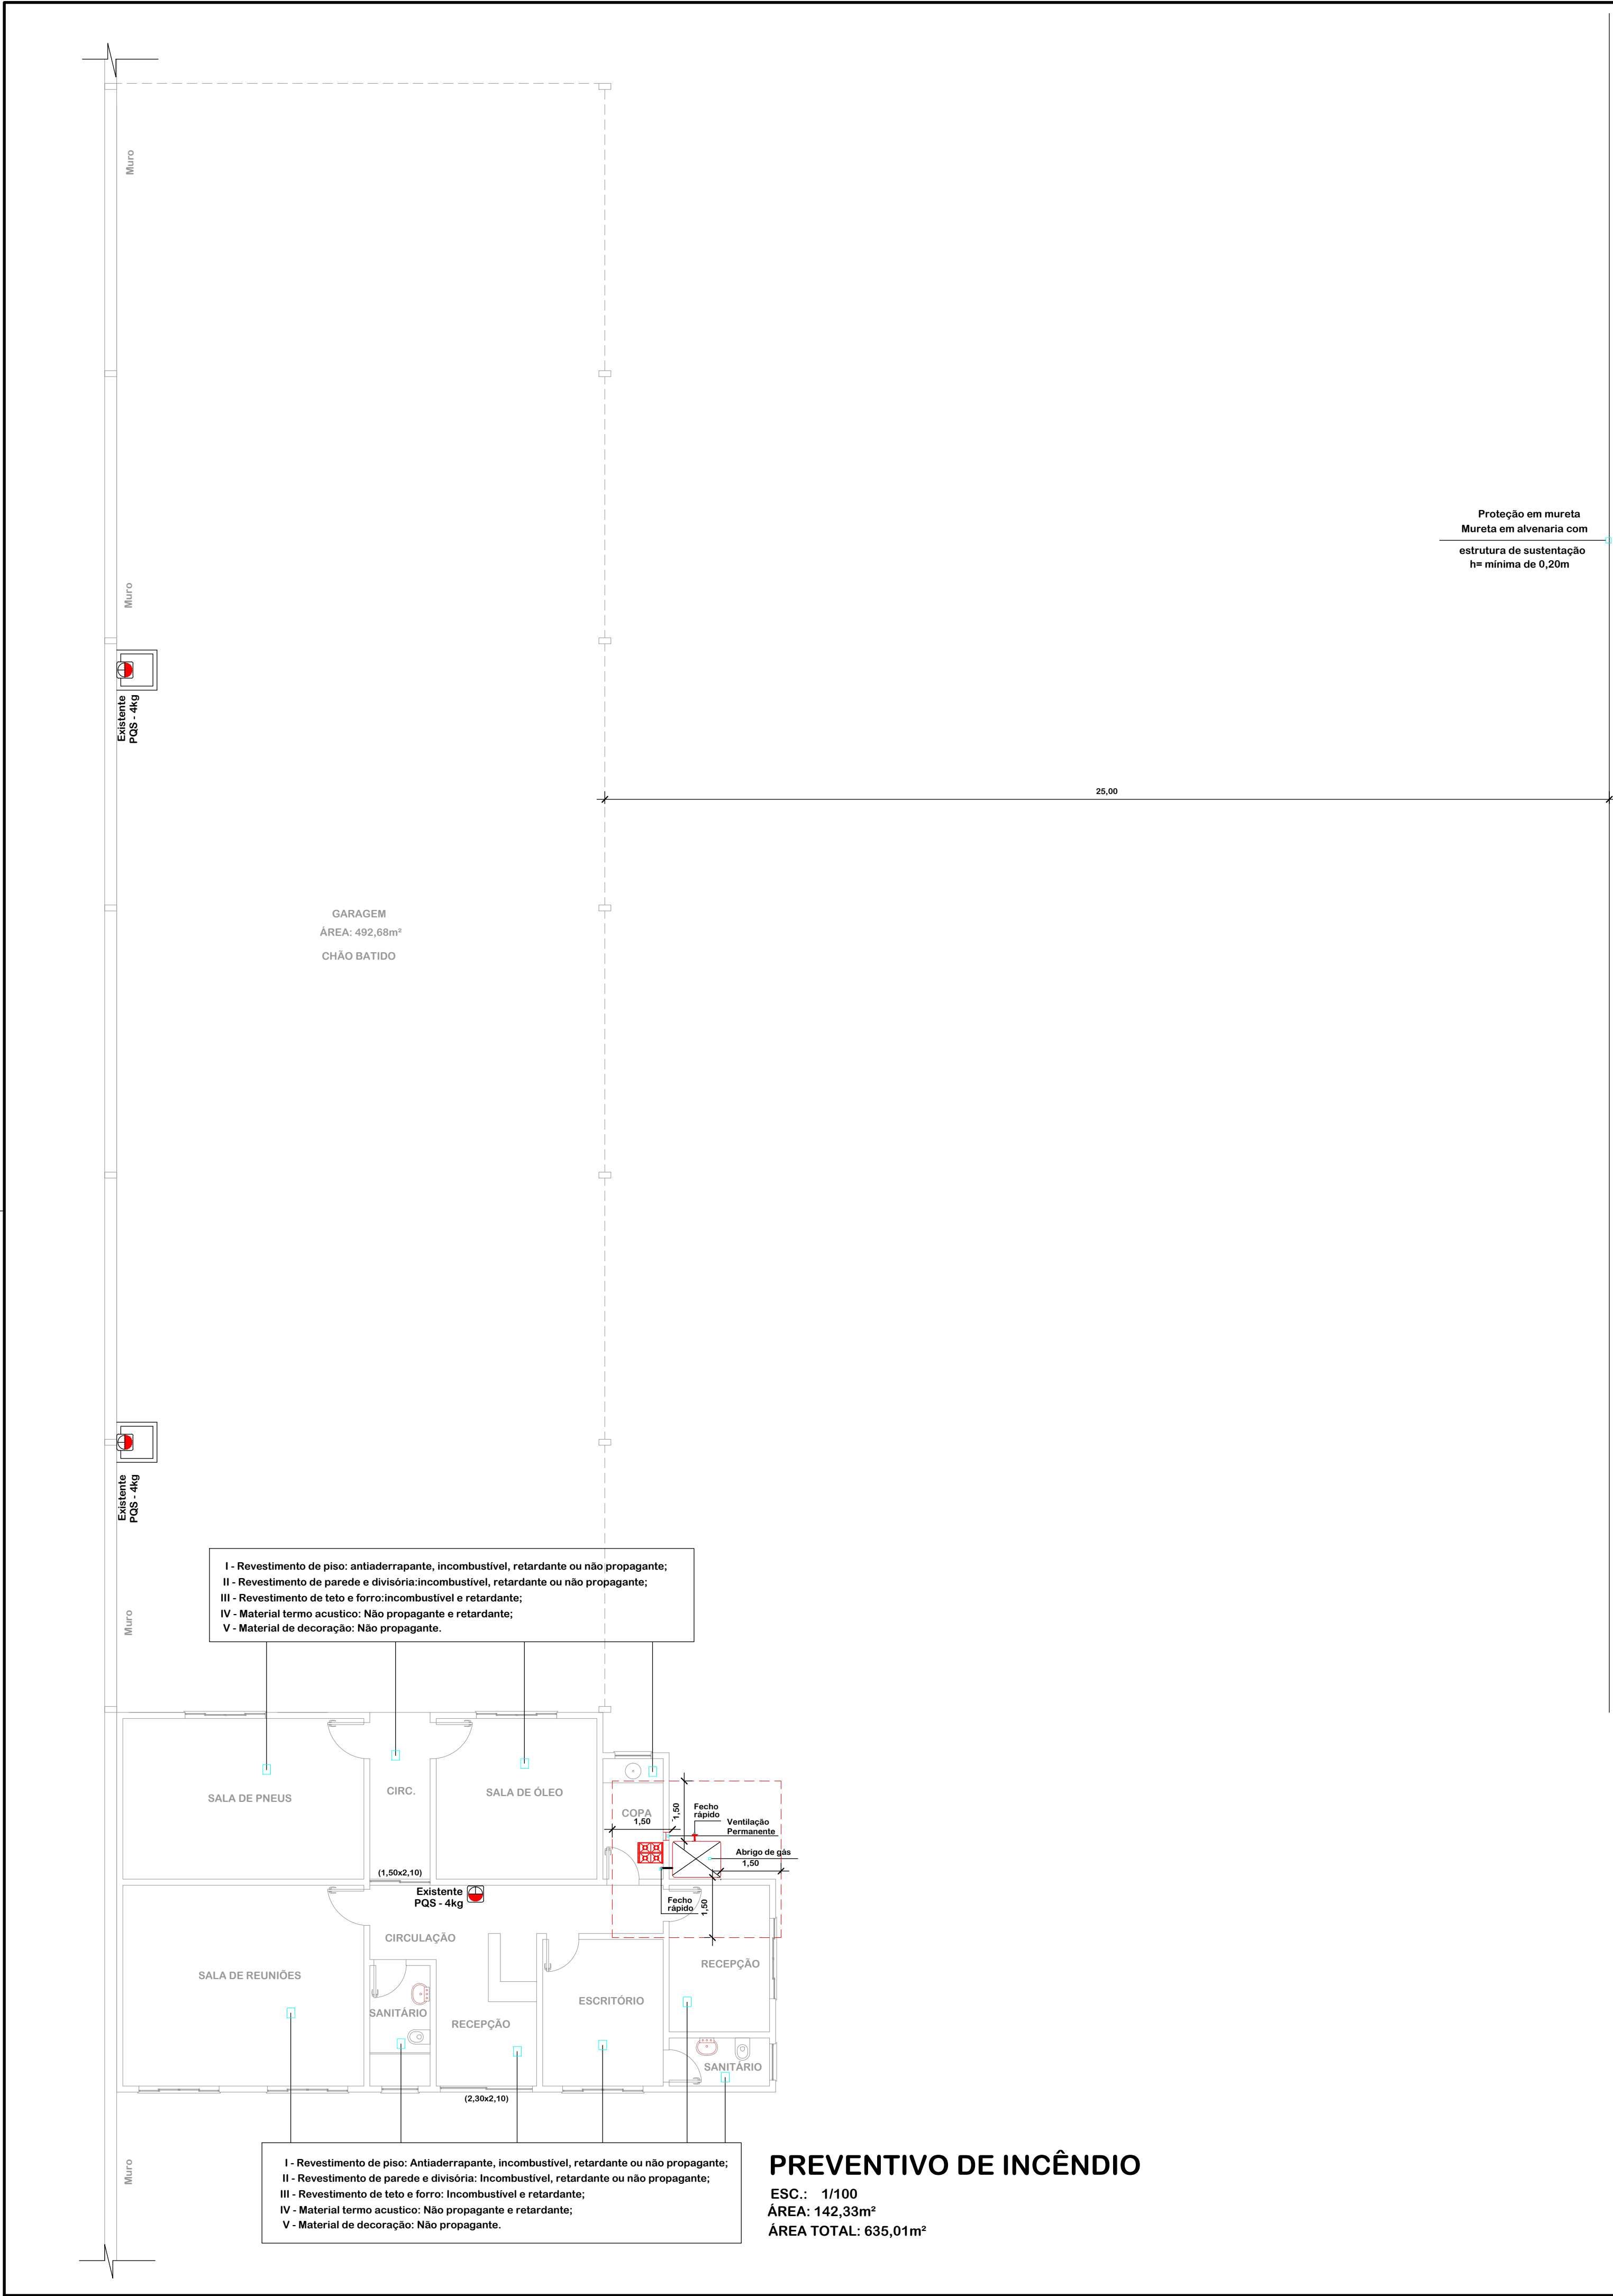 Muro
Proteção em mureta
Mureta em alvenaria com
estrutura de sustentação
h= mínima de 0,20m
Muro
Existente
PQS - 4kg
25,00
GARAGEM
ÁREA: 492,68m²
CHÃO BATIDO
Existente
PQS - 4kg
I - Revestimento de piso: antiaderrapante, incombustível, retardante ou não propagante;
II - Revestimento de parede e divisória:incombustível, retardante ou não propagante;
III - Revestimento de teto e forro:incombustível e retardante;
IV - Material termo acustico: Não propagante e retardante;
V - Material de decoração: Não propagante.
Muro
SALA DE PNEUS
CIRC.
SALA DE ÓLEO
COPA
1,50
1,50
Fecho
rápido
Ventilação
Permanente
Abrigo de gás
1,50
(1,50x2,10)
Existente
PQS - 4kg
Fecho
rápido
1,50
CIRCULAÇÃO
SALA DE REUNIÕES
RECEPÇÃO
ESCRITÓRIO
SANITÁRIO
RECEPÇÃO
SANITÁRIO
(2,30x2,10)
Muro
I - Revestimento de piso: Antiaderrapante, incombustível, retardante ou não propagante;
II - Revestimento de parede e divisória: Incombustível, retardante ou não propagante;
III - Revestimento de teto e forro: Incombustível e retardante;
IV - Material termo acustico: Não propagante e retardante;
V - Material de decoração: Não propagante.
PREVENTIVO DE INCÊNDIO
ESC.: 1/100
ÁREA: 142,33m²
ÁREA TOTAL: 635,01m²